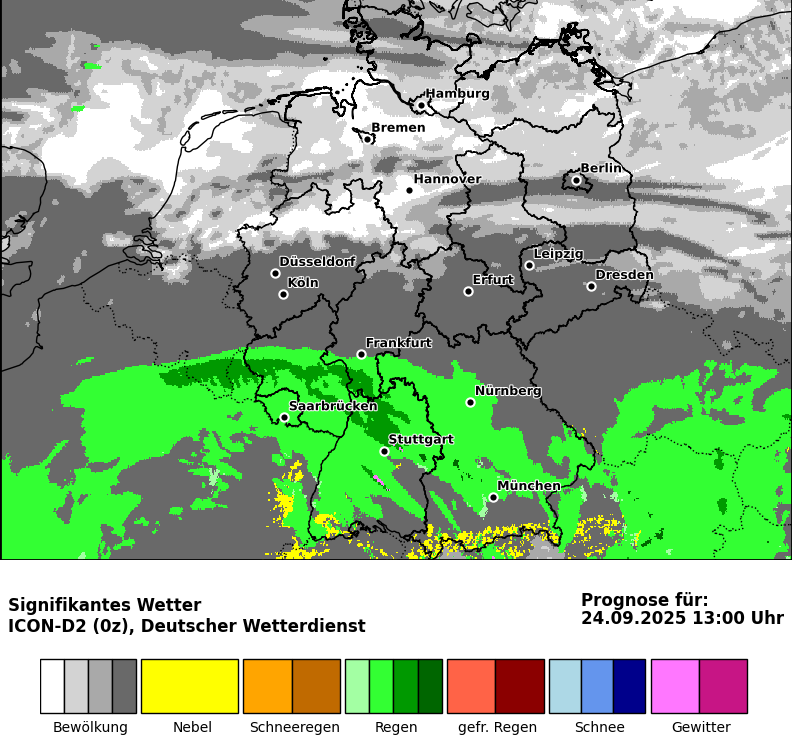 Hamburg
Bremen
Berlin
Hannover
Leipzig
Düsseldorf
Dresden
Köln
Erfurt
Frankfurt
Nürnberg
Saarbrücken
Stuttgart
München
Signifikantes Wetter
ICON-D2 (0z), Deutscher Wetterdienst
Prognose für:
24.09.2025 13:00 Uhr
Bewölkung
Nebel
Schneeregen
Regen
gefr. Regen
Schnee
Gewitter